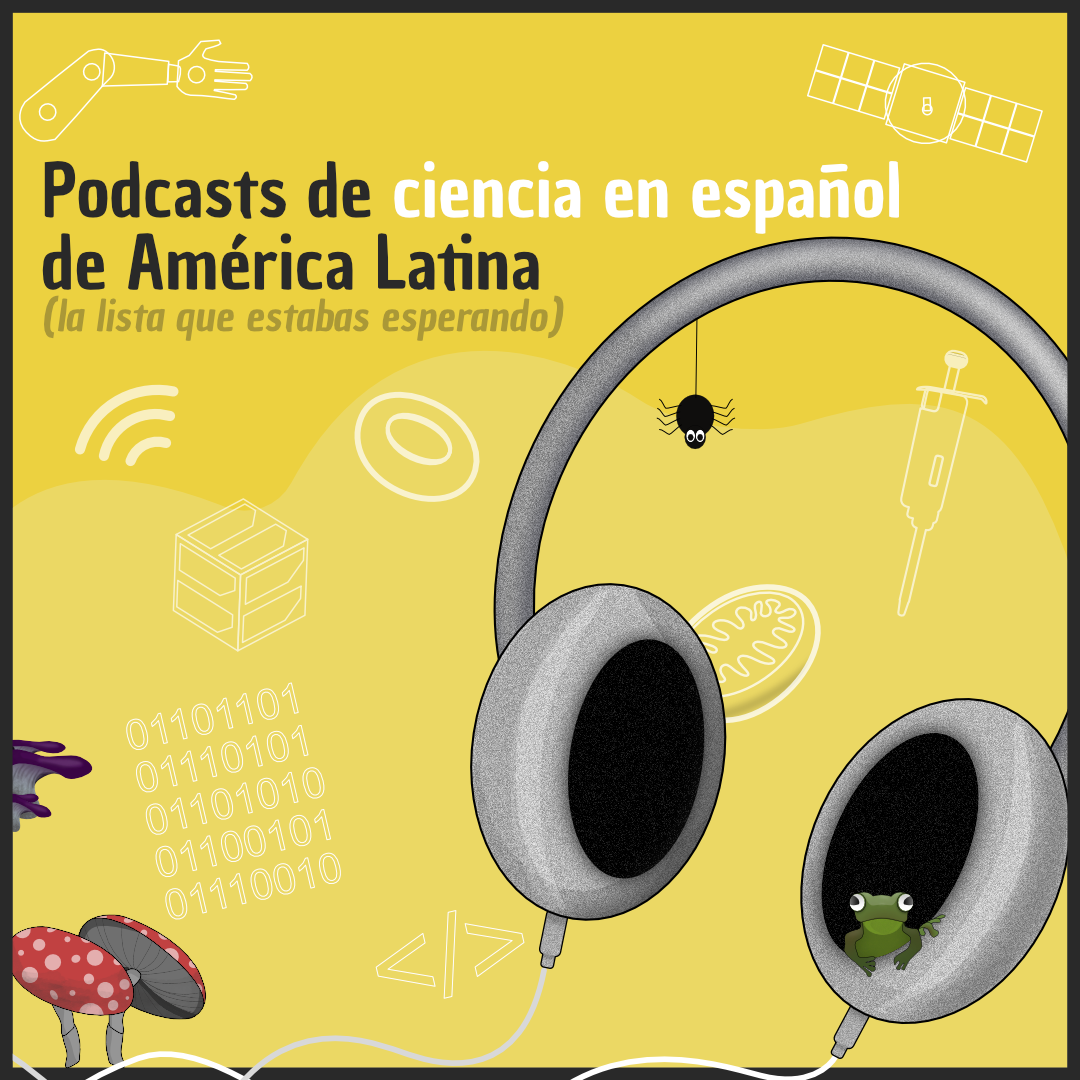 Podcasts de ciencia en español
de América Latina
(la lista que estabas esperando)
01101101
01110101
01101010
01100101
01110010
</>